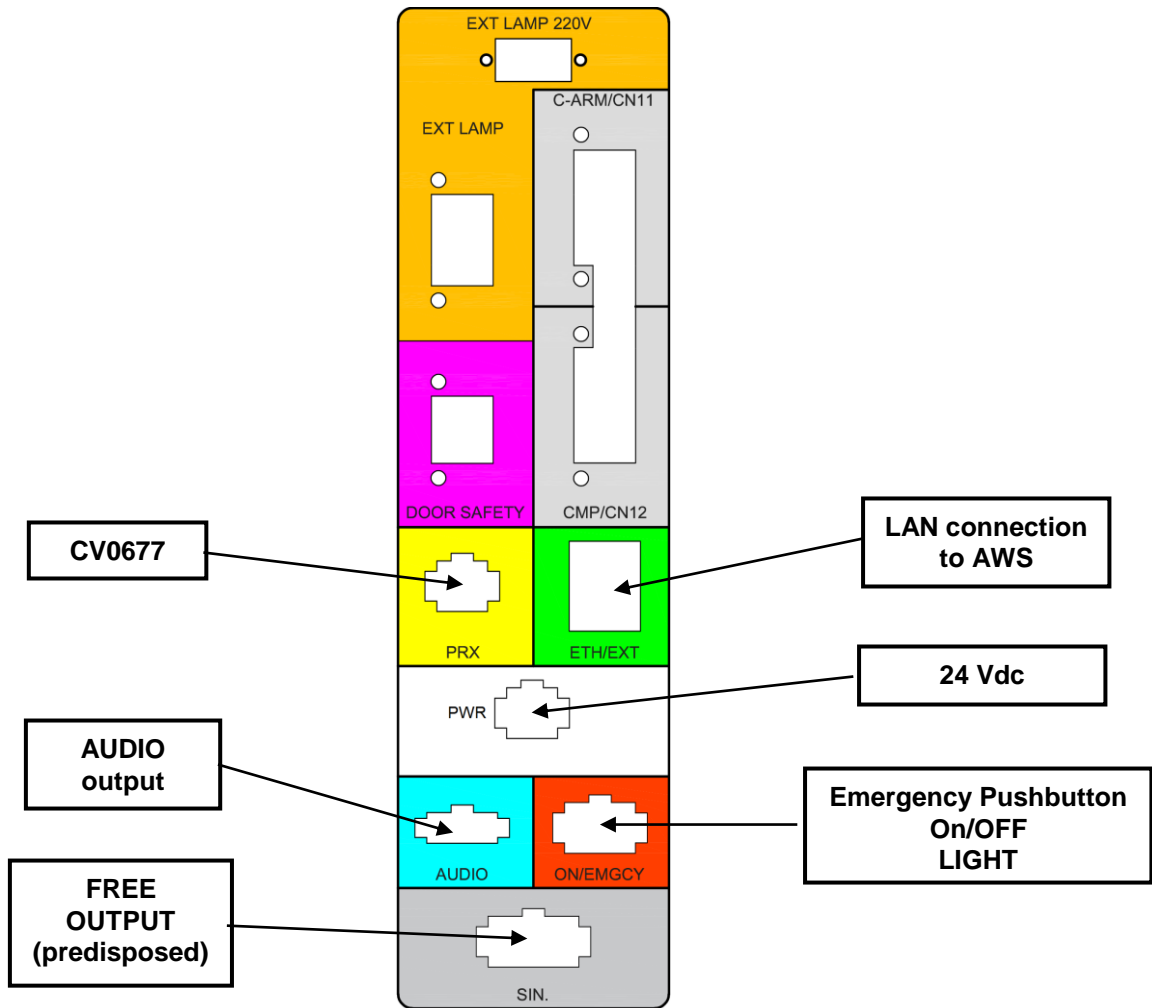 EXT LAMP 220V
C-ARM/CN11
EXT LAMP
DOOR SAFETY
CMP/CN12
CV0677
LAN connection
to AWS
PRX
ETH/EXT
24 Vdc
PWR
AUDIO
output
Emergency Pushbutton
On/OFF
LIGHT
AUDIO
ON/EMGCY
FREE
OUTPUT
(predisposed)
SIN.